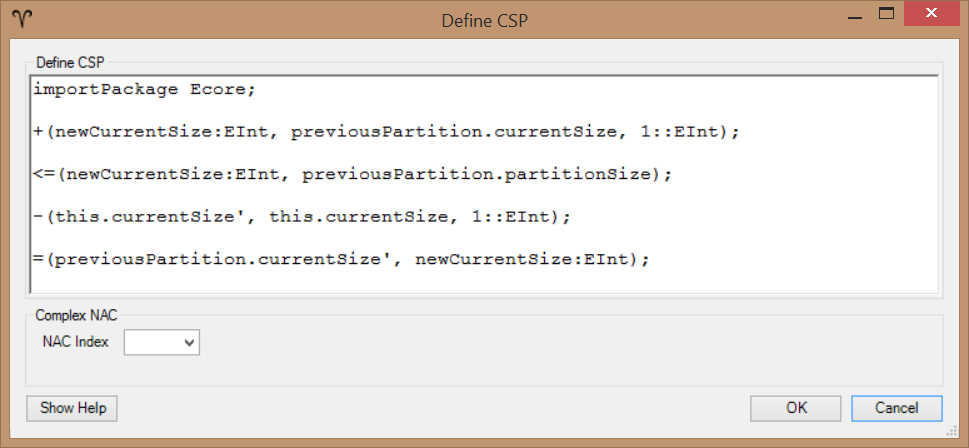 Define CSP
Define CSP
importPackage Ecore;
+(newCurrentSize:EInt, previousPartition.currentSize, 1::EInt);
<=(newCurrentSize:EInt, previousPartition.partitionSize);
-(this.currentSize', this.currentSize, 1::EInt);
=(previousPartition.currentSize', newCurrentSize:EInt);
Complex NAC
NAC Index
Show Help
OK
Cancel